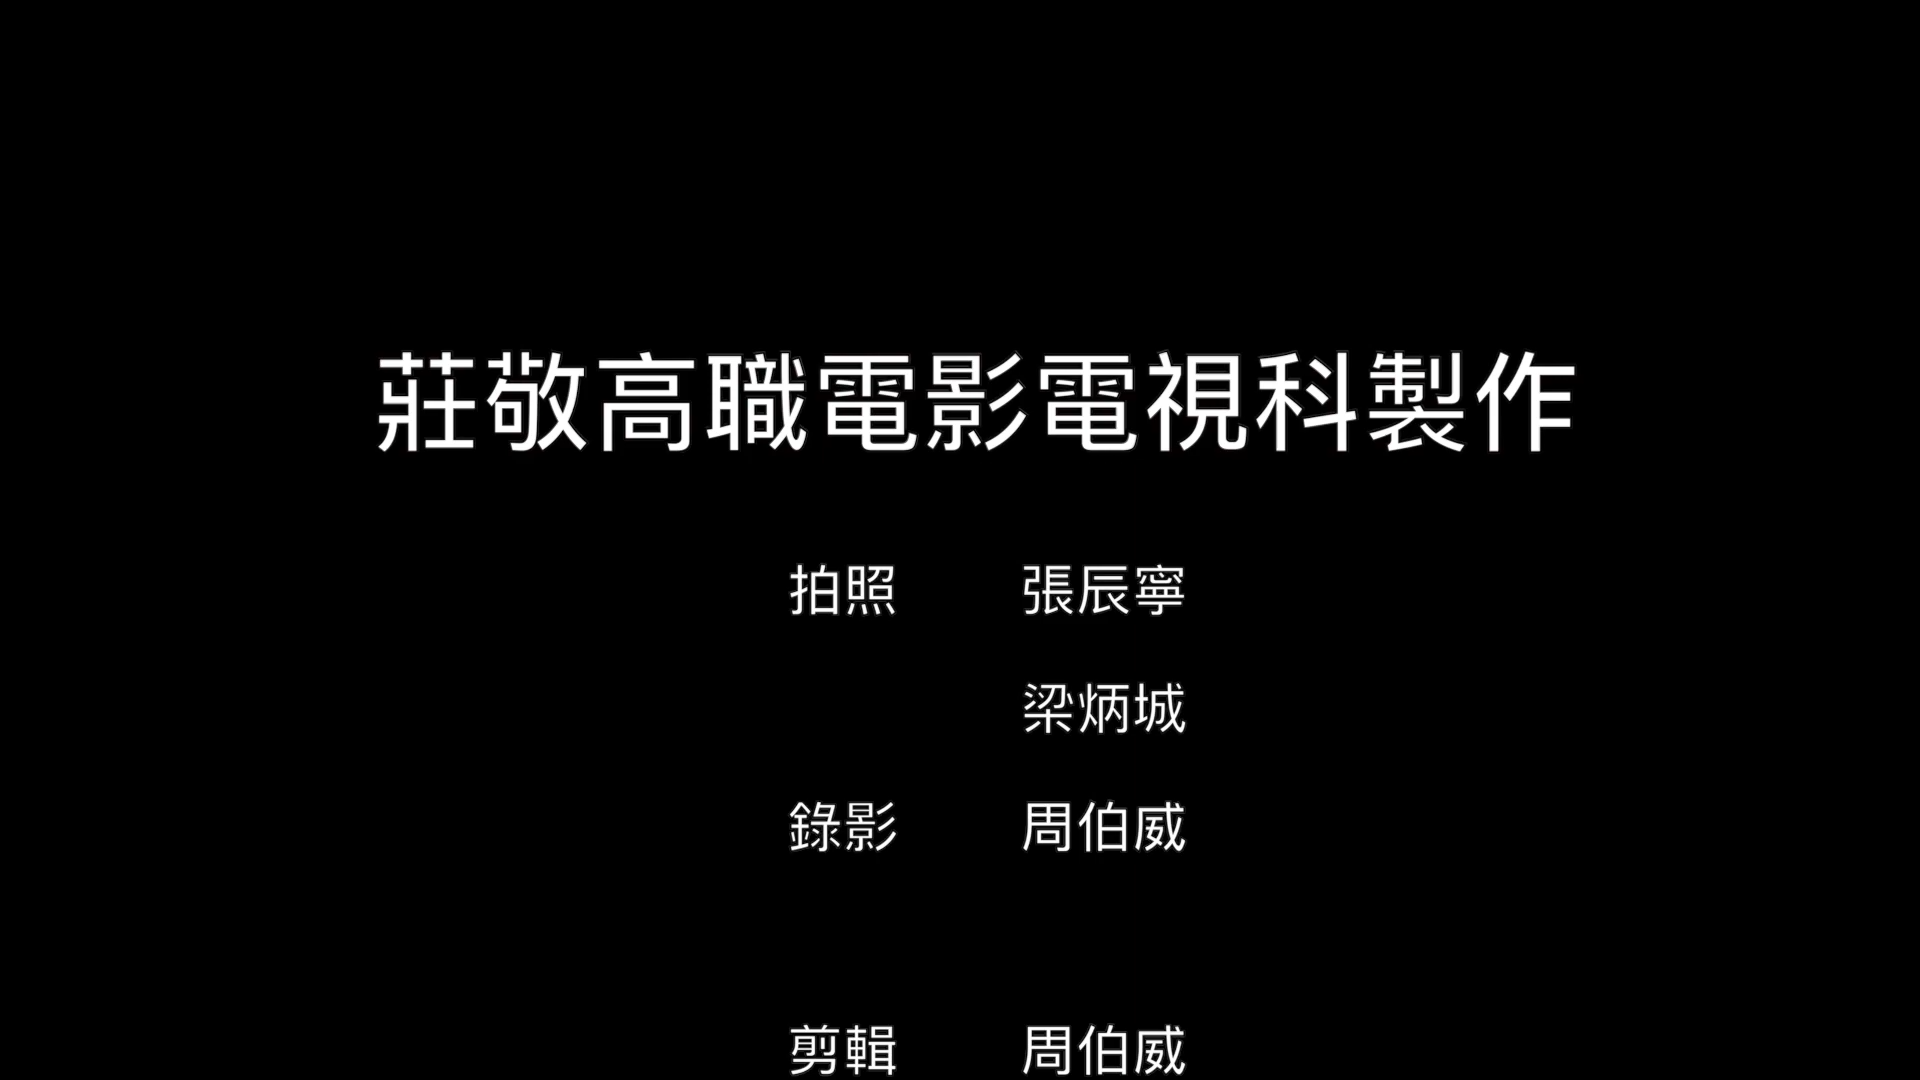 莊敬高職電影電視科製作
拍照 張辰寧
梁炳城
錄影 周伯威
剪輯 周伯威